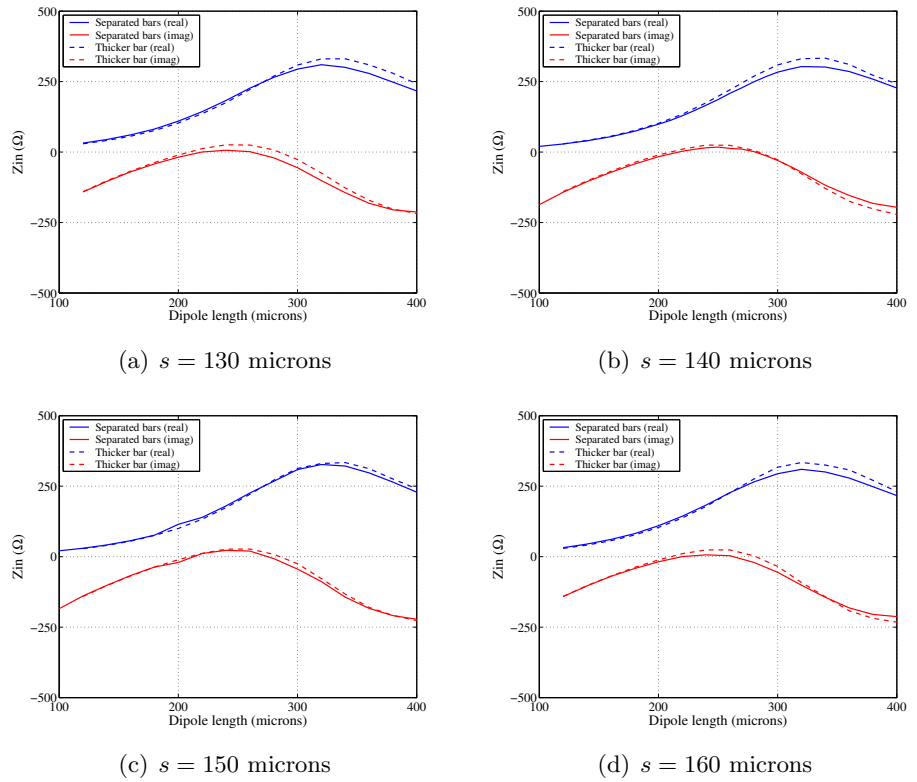 500
Separated bars (real)
Separated bars (imag)
Thicker bar (real)
Thicker bar (imag)
250
Zin (Ω)
0
−250
−500
100
200
300
400
Dipole length (microns)
(a) s = 130 microns
500
Separated bars (real)
Separated bars (imag)
Thicker bar (real)
Thicker bar (imag)
250
Zin (Ω)
0
−250
−500
100
200
300
400
Dipole length (microns)
(b) s = 140 microns
500
Separated bars (real)
Separated bars (imag)
Thicker bar (real)
Thicker bar (imag)
250
Zin (Ω)
0
−250
−500
100
200
300
400
Dipole length (microns)
(c) s = 150 microns
500
Separated bars (real)
Separated bars (imag)
Thicker bar (real)
Thicker bar (imag)
250
Zin (Ω)
0
−250
−500
100
200
300
400
Dipole length (microns)
(d) s = 160 microns